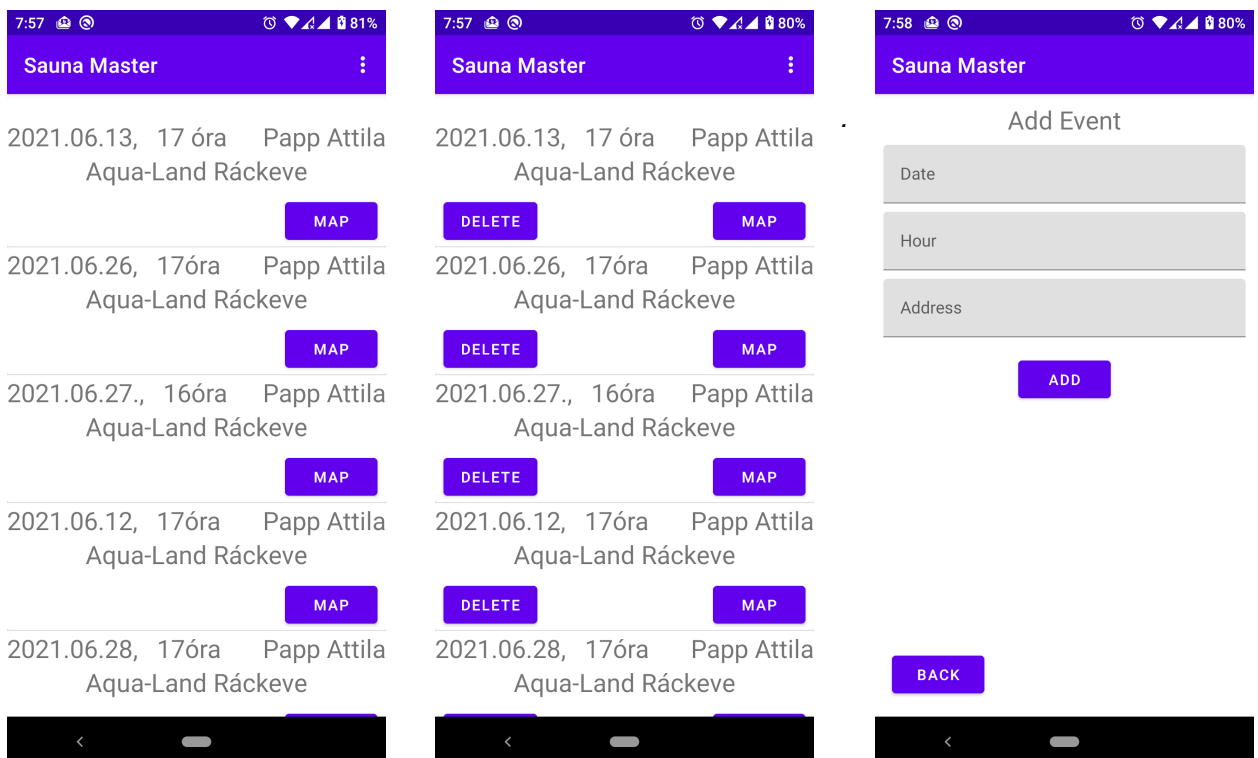 7:57 81%
Sauna Master
2021.06.13, 17 óra Papp Attila
Aqua-Land Ráckeve
MAP
2021.06.26, 17óra Papp Attila
Aqua-Land Ráckeve
MAP
2021.06.27., 16óra Papp Attila
Aqua-Land Ráckeve
MAP
2021.06.12, 17óra Papp Attila
Aqua-Land Ráckeve
MAP
2021.06.28, 17óra Papp Attila
Aqua-Land Ráckeve
7:57 80%
Sauna Master
2021.06.13, 17 óra Papp Attila
Aqua-Land Ráckeve
DELETE MAP
2021.06.26, 17óra Papp Attila
Aqua-Land Ráckeve
DELETE MAP
2021.06.27., 16óra Papp Attila
Aqua-Land Ráckeve
DELETE MAP
2021.06.12, 17óra Papp Attila
Aqua-Land Ráckeve
DELETE MAP
2021.06.28, 17óra Papp Attila
Aqua-Land Ráckeve
.
7:58 80%
Sauna Master
Add Event
Date
Hour
Address
ADD
BACK